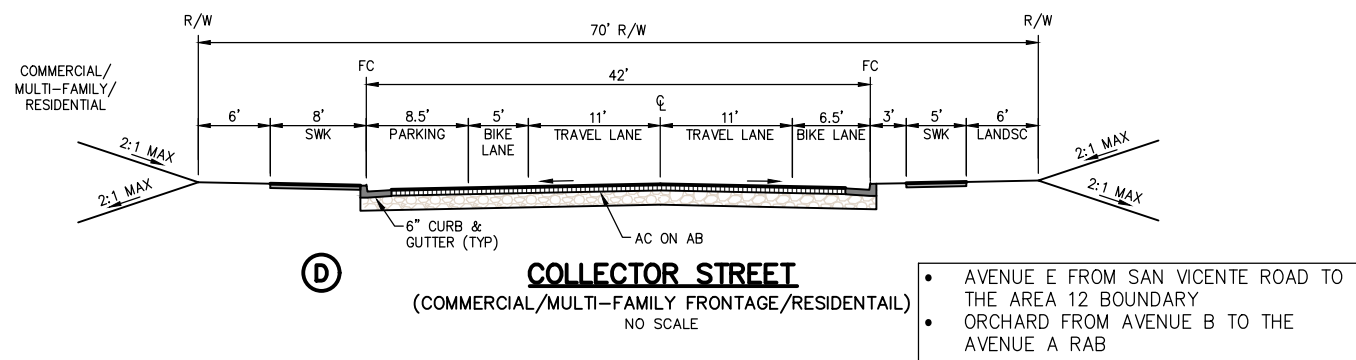 R/W
R/W
70' R/W
COMMERCIAL/
MULTI-FAMILY/
RESIDENTIAL
FC
FC
42'
℄
6'
8'
8.5'
5'
11'
11'
6.5'
3'
5'
6'
SWK
PARKING
BIKE
LANE
TRAVEL LANE
TRAVEL LANE
BIKE LANE
SWK
LANDSC
2:1 MAX
2:1 MAX
2:1 MAX
2:1 MAX
6" CURB &
GUTTER (TYP)
AC ON AB
D
COLLECTOR STREET
(COMMERCIAL/MULTI-FAMILY FRONTAGE/RESIDENTAIL)
NO SCALE
• AVENUE E FROM SAN VICENTE ROAD TO
THE AREA 12 BOUNDARY
• ORCHARD FROM AVENUE B TO THE
AVENUE A RAB